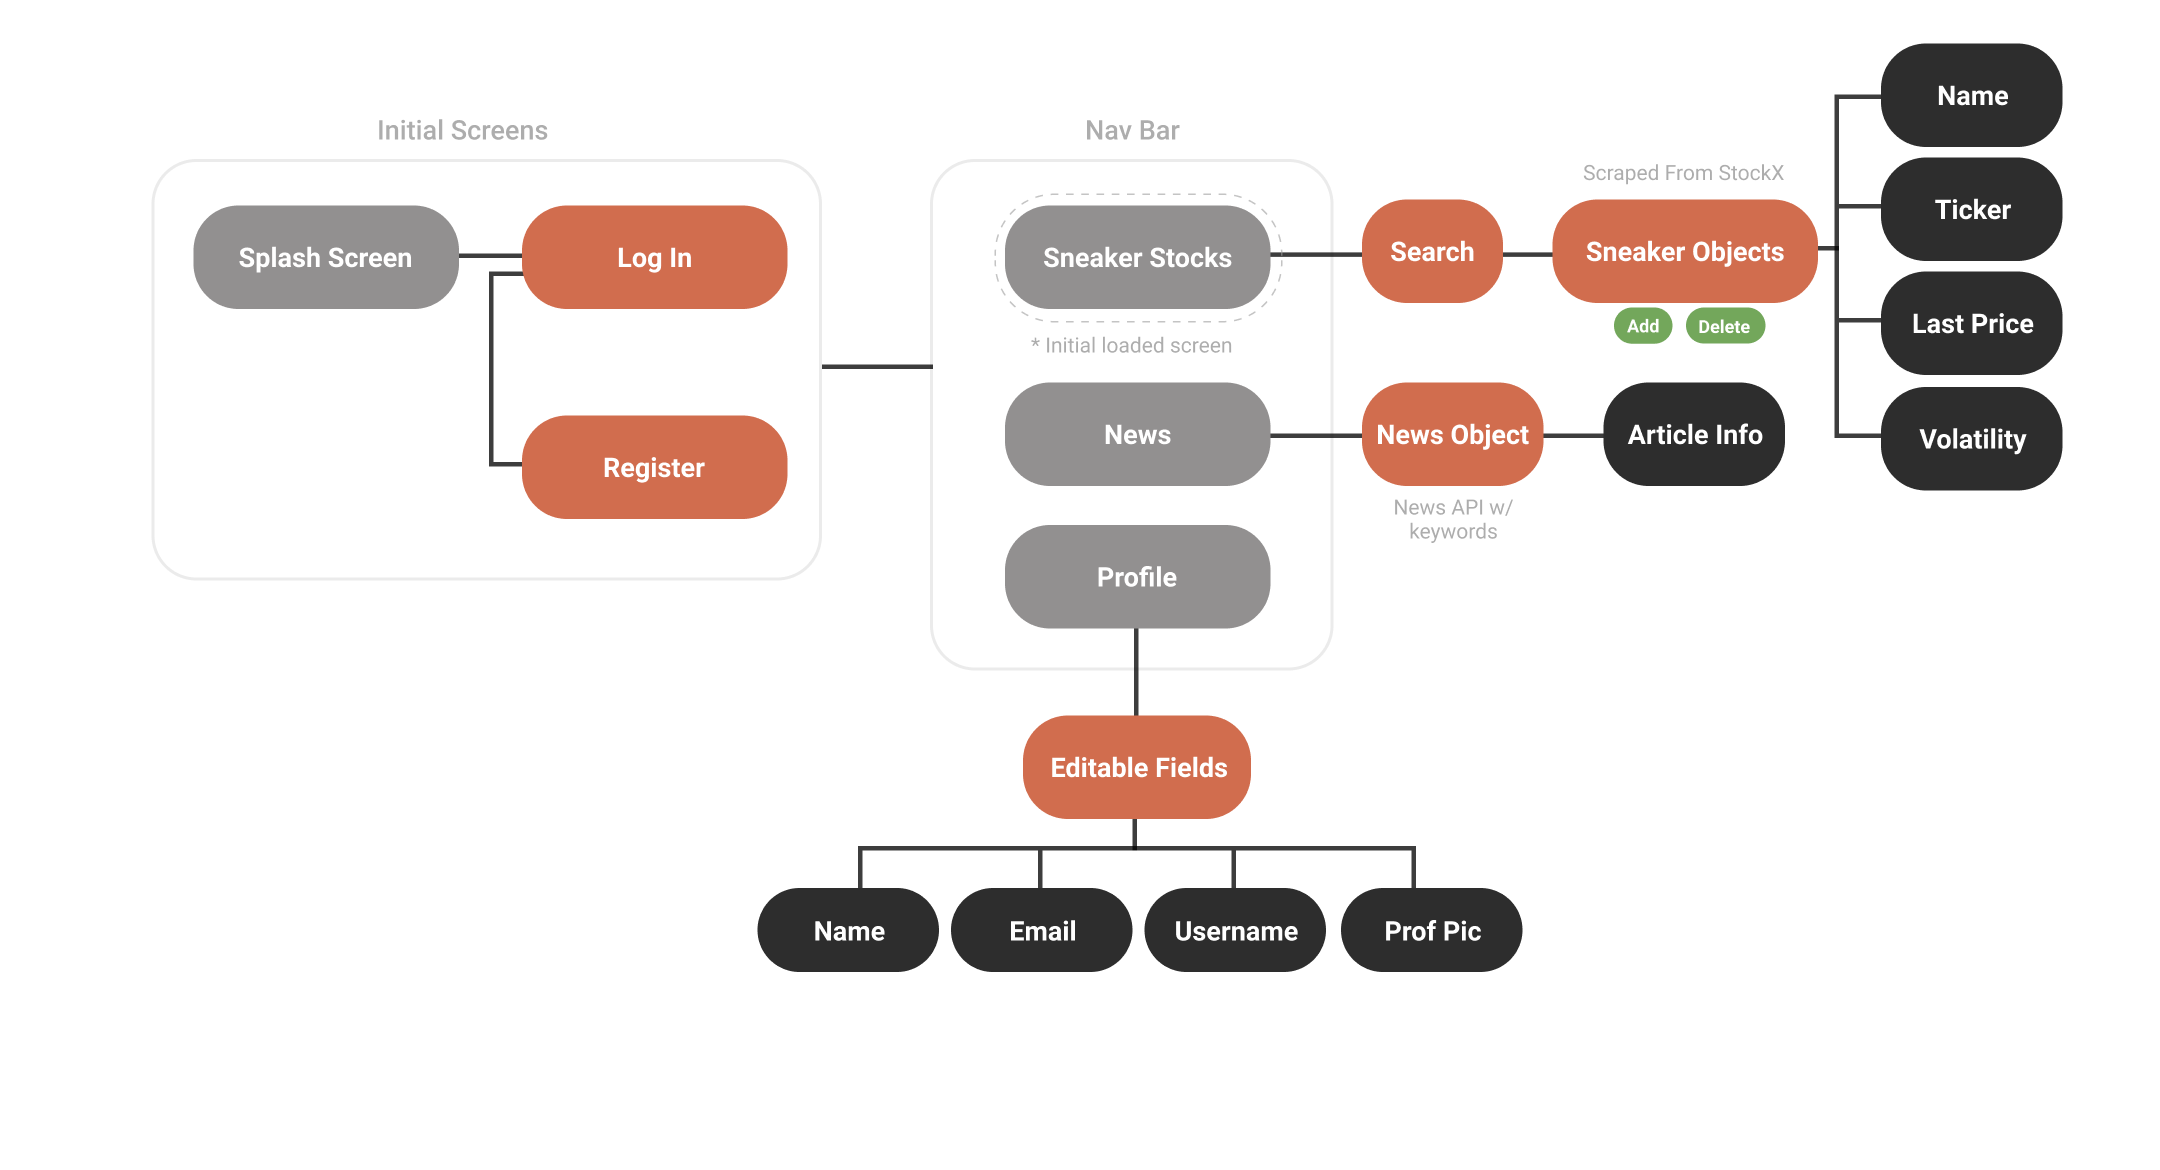 Initial Screens
Splash Screen
Log In
Register
Nav Bar
Sneaker Stocks
* Initial loaded screen
News
Profile
Search
Scraped From StockX
Sneaker Objects
Add
Delete
Name
Ticker
Last Price
Volatility
News Object
News API w/
keywords
Article Info
Editable Fields
Name
Email
Username
Prof Pic